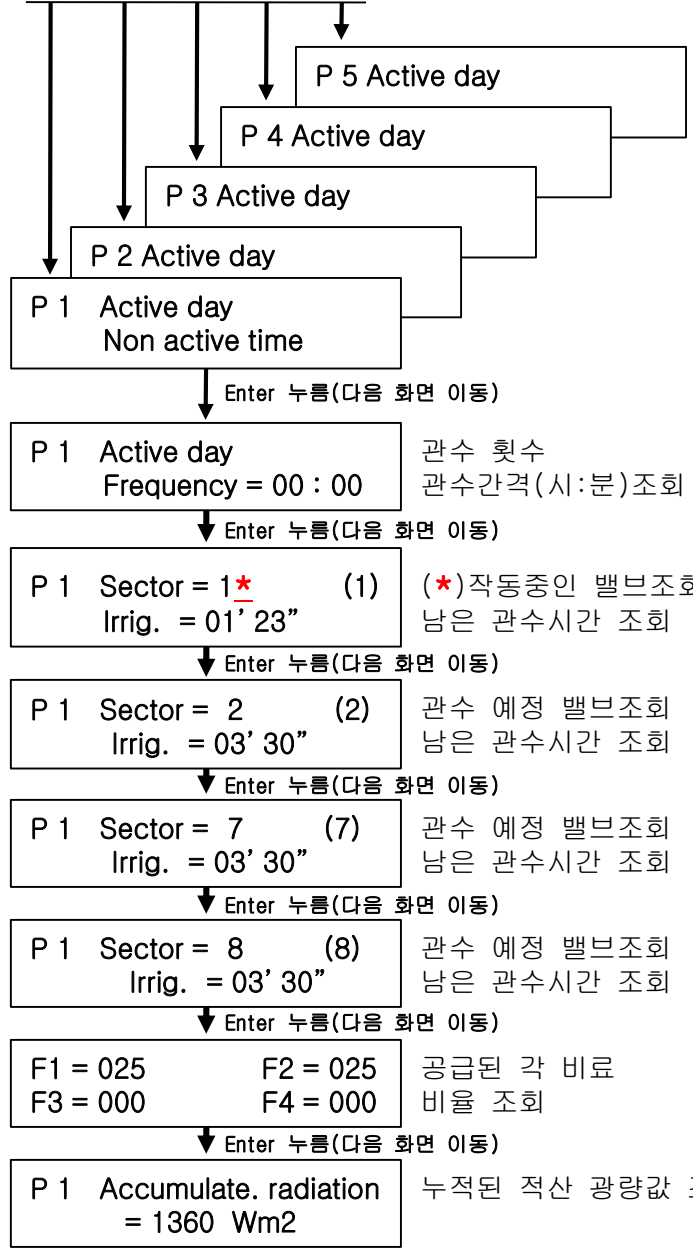 P 5 Active day
P 4 Active day
P 3 Active day
P 2 Active day
P 1 Active day
Non active time
Enter 누름(다음 화면 이동)
P 1 Active day 관수 횟수
Frequency = 00 : 00 관수간격(시:분)조회
Enter 누름(다음 화면 이동)
P 1 Sector = 1* (1) (*)작동중인 밸브조회
Irrig. = 01’ 23” 남은 관수시간 조회
Enter 누름(다음 화면 이동)
P 1 Sector = 2 (2) 관수 예정 밸브조회
Irrig. = 03’ 30” 남은 관수시간 조회
Enter 누름(다음 화면 이동)
P 1 Sector = 7 (7) 관수 예정 밸브조회
Irrig. = 03’ 30” 남은 관수시간 조회
Enter 누름(다음 화면 이동)
P 1 Sector = 8 (8) 관수 예정 밸브조회
Irrig. = 03’ 30” 남은 관수시간 조회
Enter 누름(다음 화면 이동)
F1 = 025 F2 = 025 공급된 각 비료
F3 = 000 F4 = 000 비율 조회
Enter 누름(다음 화면 이동)
P 1 Accumulate. radiation 누적된 적산 광량값
= 1360 Wm2